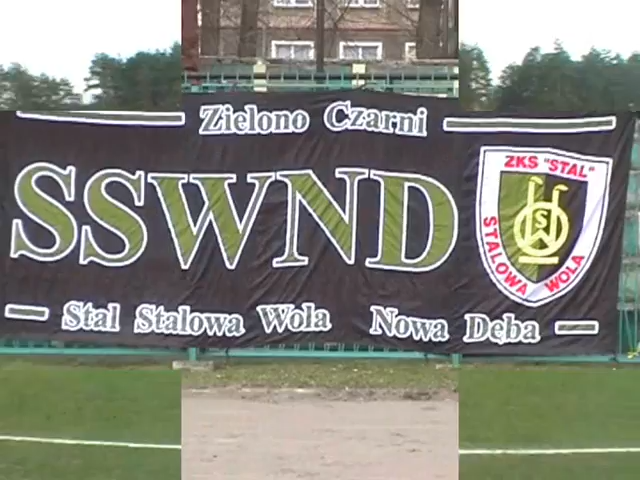 Zielono Czarni
SSWND
ZKS "STAL"
STALOWA WOLA
Stal Stalowa Wola Nowa Dęba